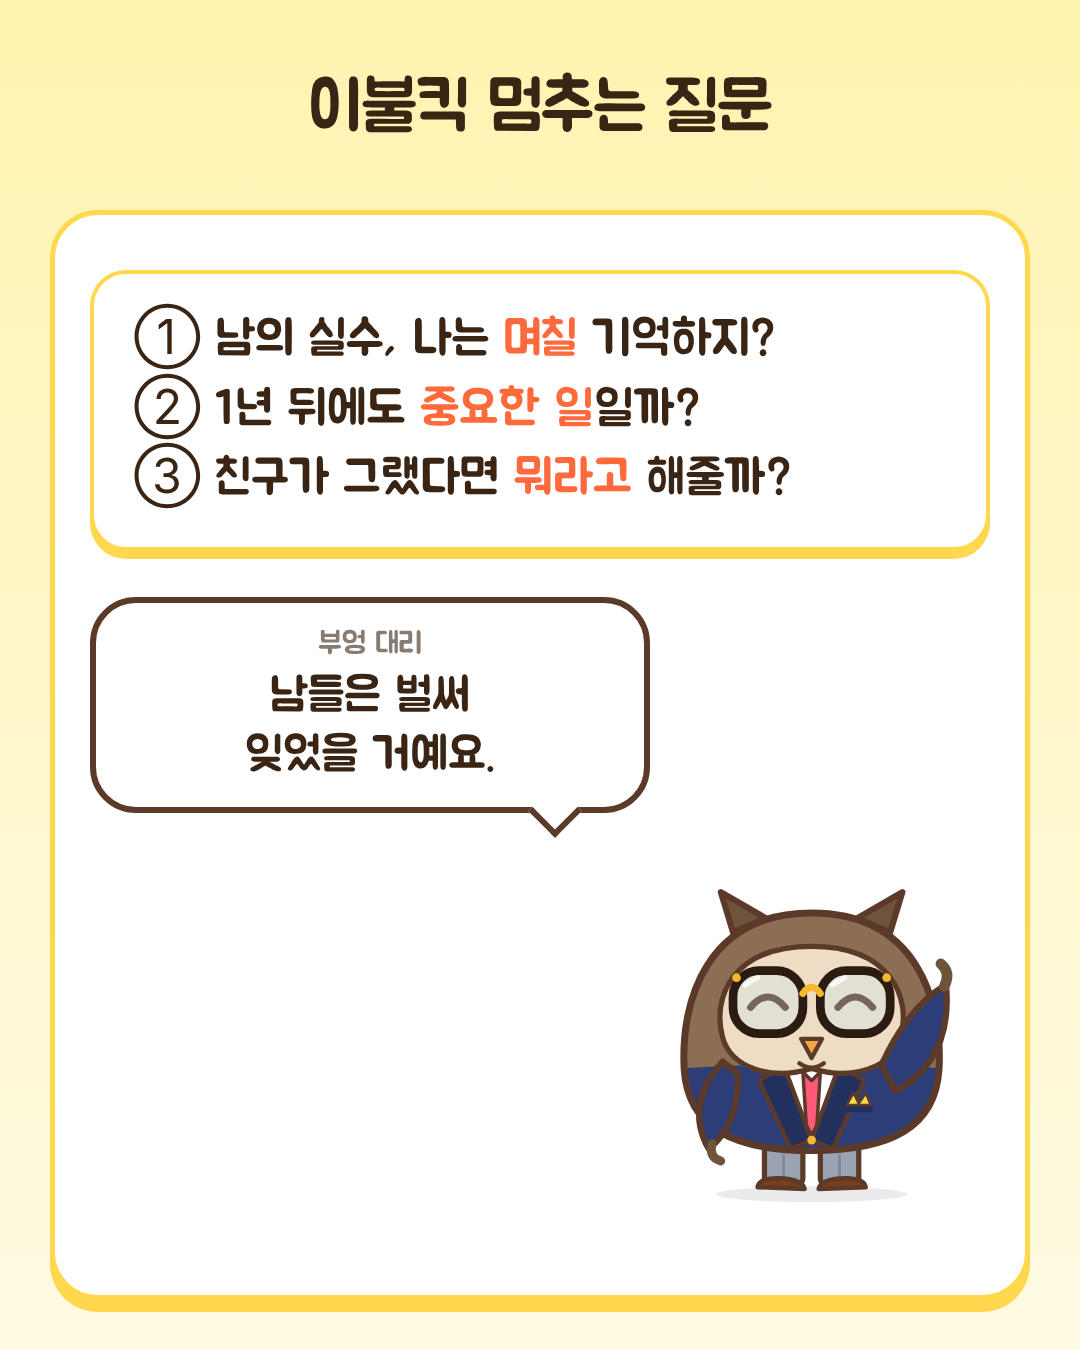 이불킥 멈추는 질문
① 남의 실수, 나는 며칠 기억하지?
② 1년 뒤에도 중요한 일일까?
③ 친구가 그랬다면 뭐라고 해줄까?
부엉 대리
남들은 벌써
잊었을 거예요.